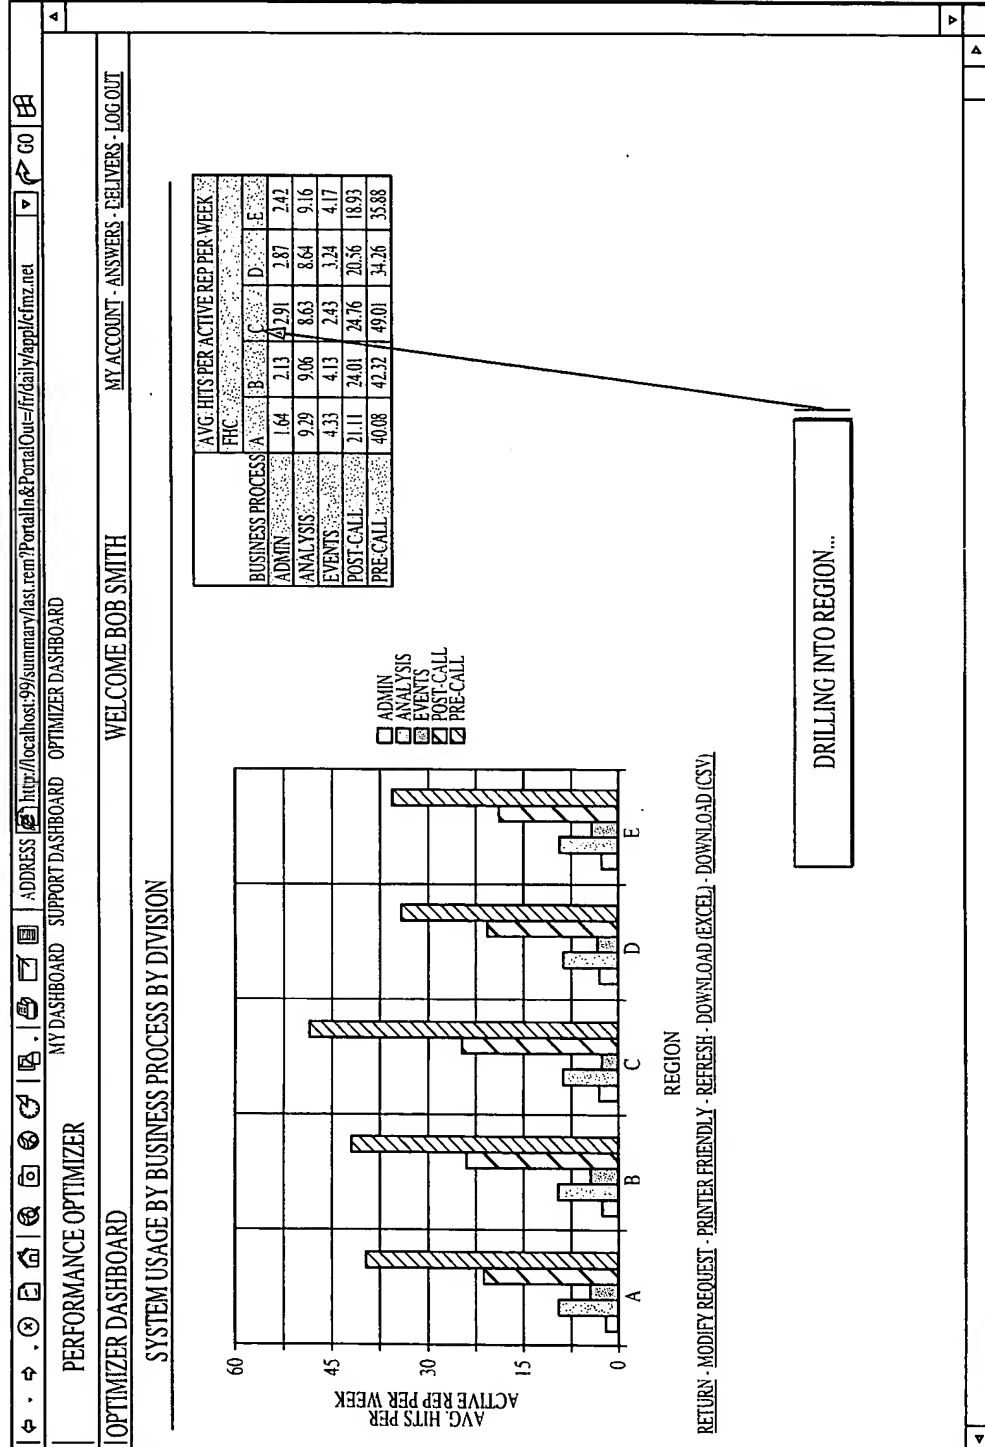 ADDRESS http://localhost:99/summary/last.rem?PortalIn&PortalOut=/fr/daily/appl/cfmz.net GO
PERFORMANCE OPTIMIZER MY DASHBOARD SUPPORT DASHBOARD OPTIMIZER DASHBOARD
OPTIMIZER DASHBOARD WELCOME BOB SMITH MY ACCOUNT - ANSWERS - DELIVERS - LOG OUT
SYSTEM USAGE BY BUSINESS PROCESS BY DIVISION
AVG. HITS PER
ACTIVE REP PER WEEK
60
45
30
15
0
A B C D E
REGION
ADMIN
ANALYSIS
EVENTS
POST-CALL
PRE-CALL
AVG. HITS PER ACTIVE REP PER WEEK
FHC
BUSINESS PROCESS A B C D E
ADMIN 1.64 2.13 2.91 2.87 2.42
ANALYSIS 9.29 9.06 8.63 8.64 9.16
EVENTS 4.33 4.13 2.43 3.24 4.17
POST-CALL 21.11 24.01 24.76 20.56 18.93
PRE-CALL 40.08 42.32 49.01 34.26 35.88
RETURN - MODIFY REQUEST - PRINTER FRIENDLY - REFRESH - DOWNLOAD (EXCEL) - DOWNLOAD (CSV)
DRILLING INTO REGION...